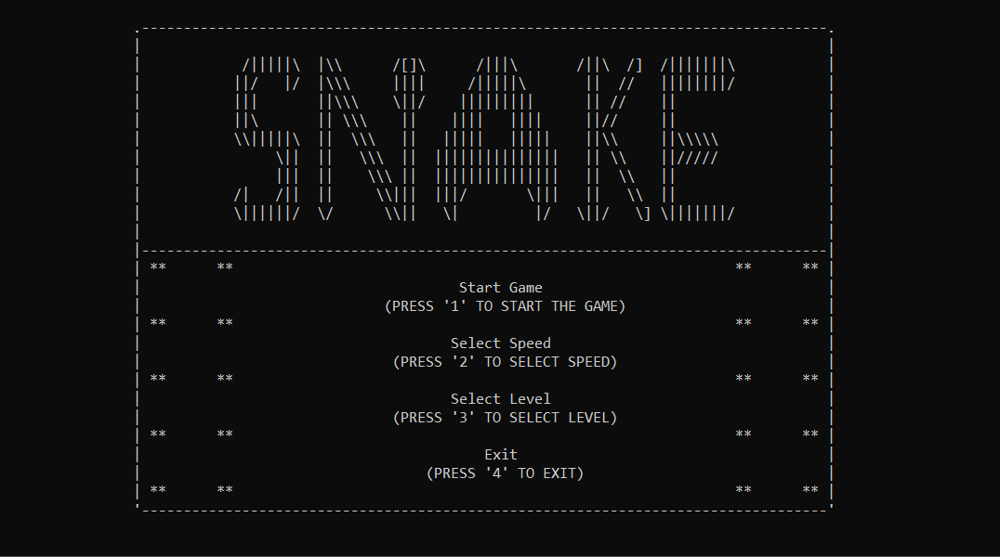 SNAKE
** ** ** **
Start Game
(PRESS '1' TO START THE GAME)
** ** ** **
Select Speed
(PRESS '2' TO SELECT SPEED)
** ** ** **
Select Level
(PRESS '3' TO SELECT LEVEL)
** ** ** **
Exit
(PRESS '4' TO EXIT)
** ** ** **